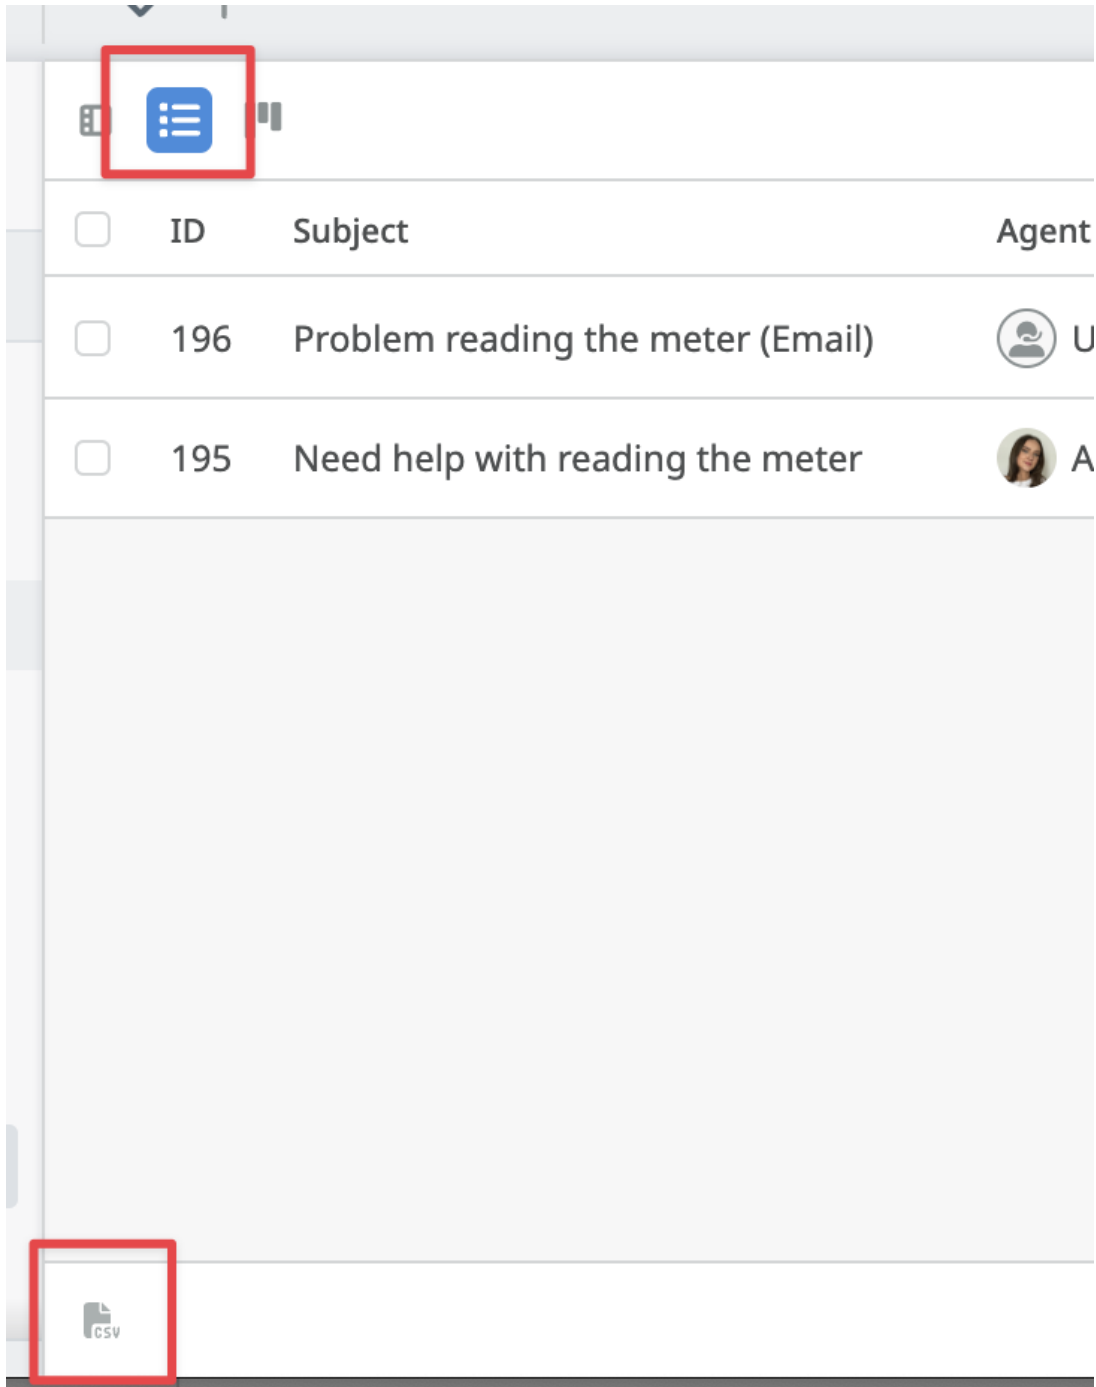 ID Subject Agent
196 Problem reading the meter (Email) U
195 Need help with reading the meter A
CSV